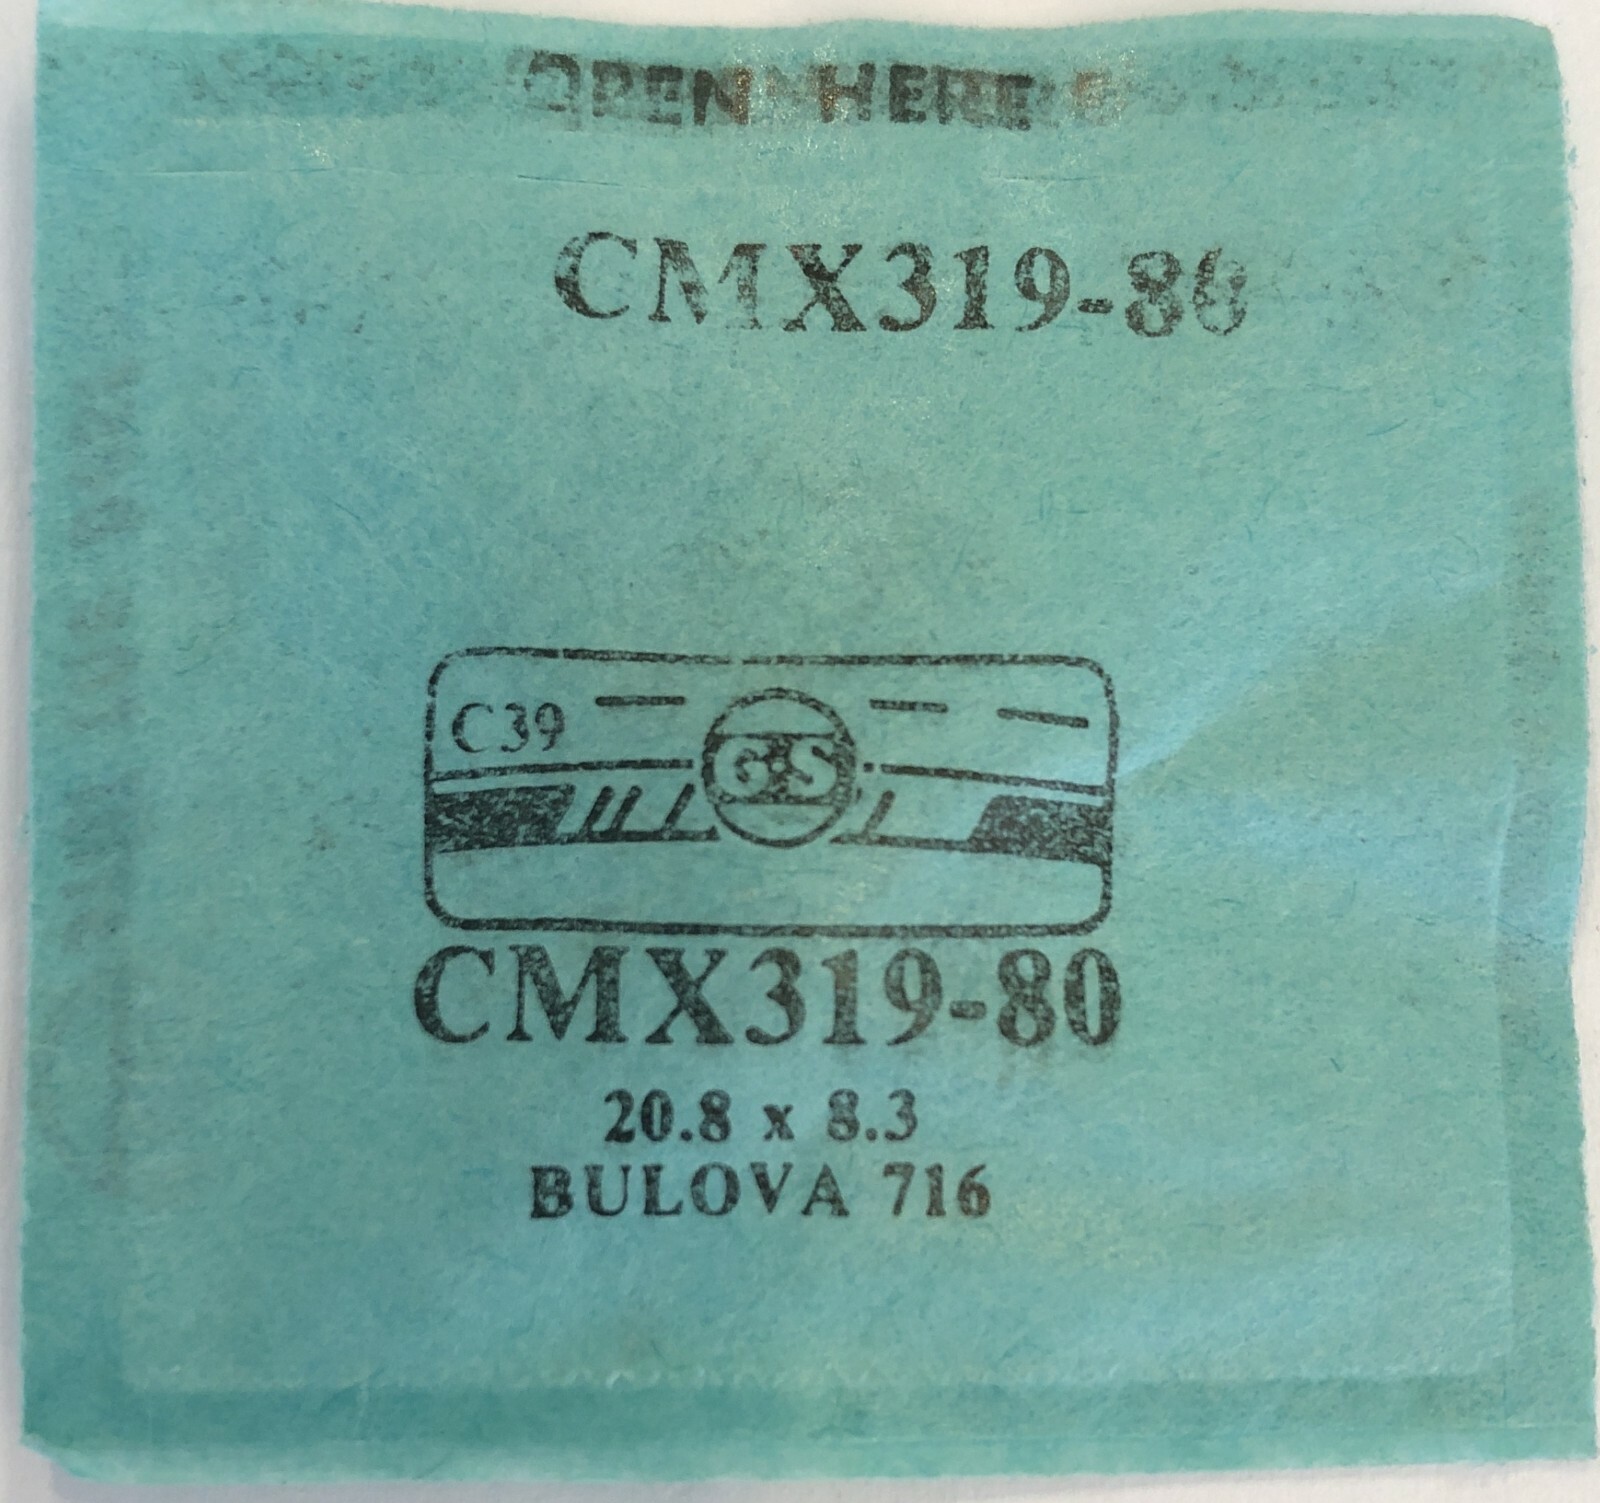 OPEN HERE
CMX319-80
C39
G&S
CMX319-80
20.8 x 8.3
BULOVA 716